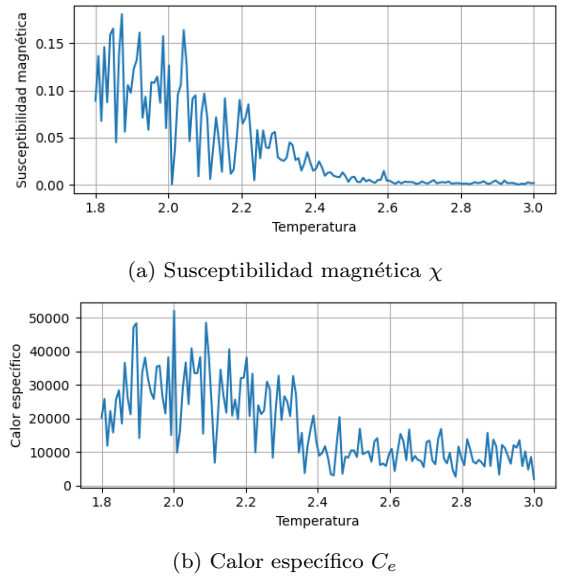 Susceptibilidad magnética
0.15
0.10
0.05
0.00
1.8 2.0 2.2 2.4 2.6 2.8 3.0
Temperatura
(a) Susceptibilidad magnética χ
Calor específico
50000
40000
30000
20000
10000
0
1.8 2.0 2.2 2.4 2.6 2.8 3.0
Temperatura
(b) Calor específico Ce